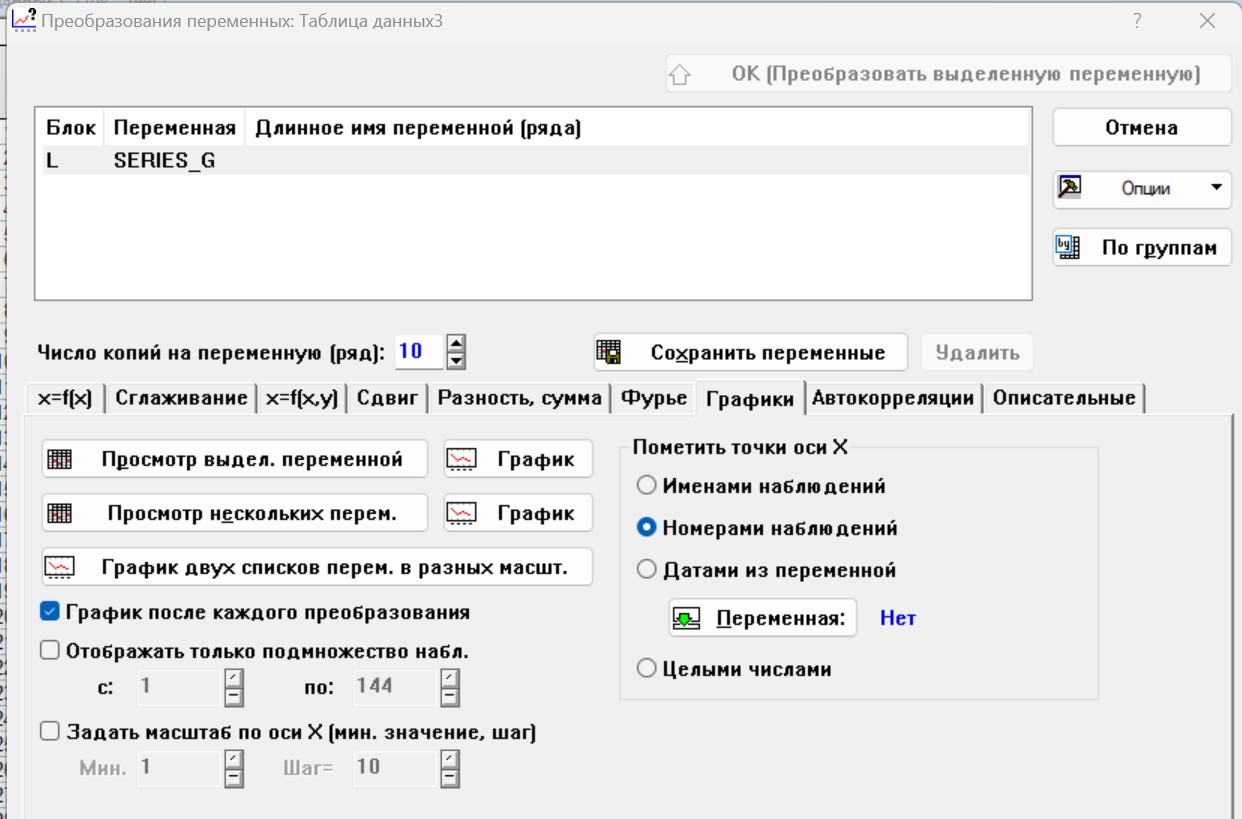 Преобразования переменных: Таблица данных3
?
OK (Преобразовать выделенную переменную)
Блок Переменная Длинное имя переменной (ряда)
L SERIES_G
Отмена
Опции
По группам
Число копий на переменную (ряд): 10
Сохранить переменные
Удалить
x=f(x) Сглаживание x=f(x,y) Сдвиг Разность, сумма Фурье Графики Автокорреляции Описательные
Просмотр выдел. переменной
График
Просмотр нескольких перем.
График
График двух списков перем. в разных масшт.
График после каждого преобразования
Отображать только подмножество набл.
с: 1 по: 144
Задать масштаб по оси X (мин. значение, шаг)
Мин. 1 Шаг= 10
Пометить точки оси X
Именами наблюдений
Номерами наблюдений
Датами из переменной
Переменная: Нет
Целыми числами